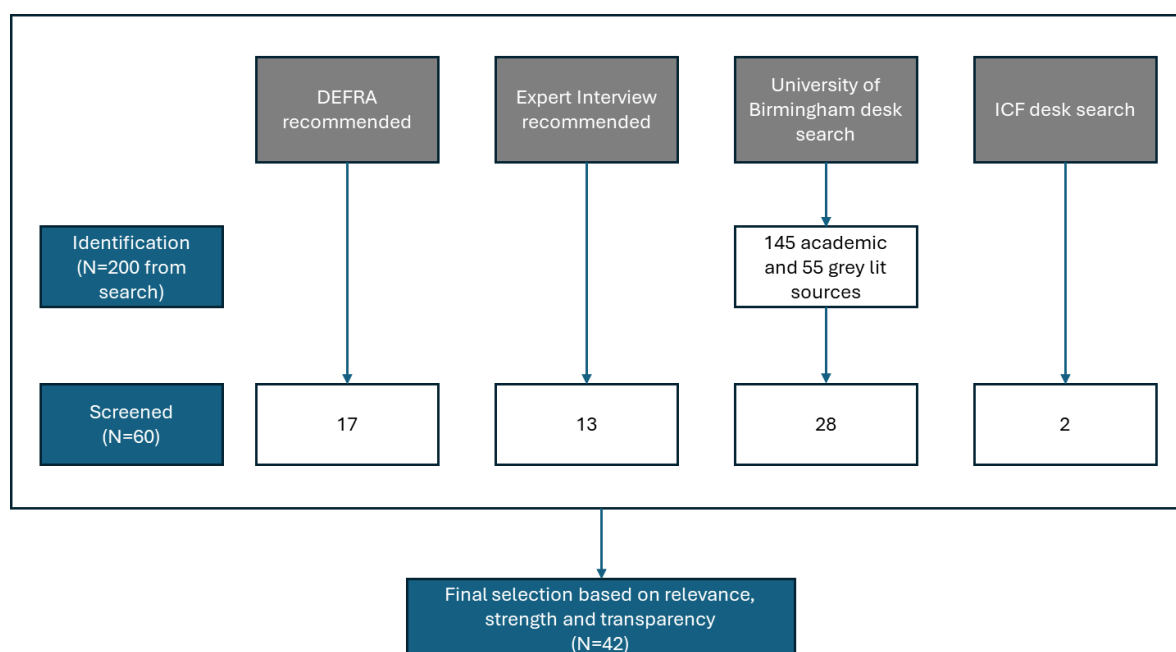 DEFRA
recommended
Expert Interview
recommended
University of
Birmingham desk
search
ICF desk search
Identification
(N=200 from
search)
145 academic
and 55 grey lit
sources
Screened
(N=60)
17
13
28
2
Final selection based on relevance,
strength and transparency
(N=42)